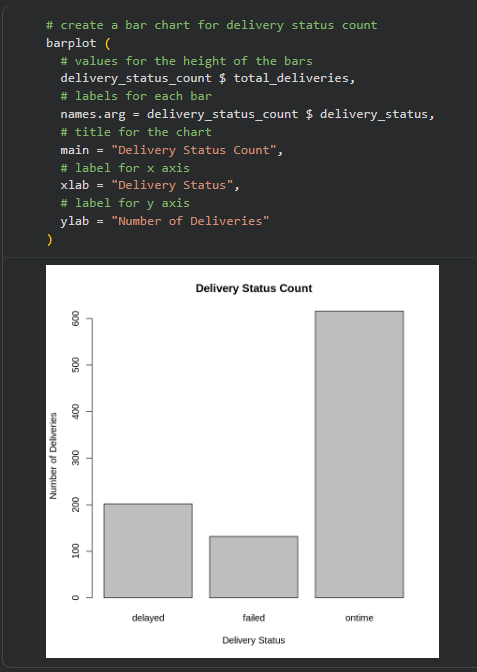 # create a bar chart for delivery status count
barplot (
# values for the height of the bars
delivery_status_count $ total_deliveries,
# labels for each bar
names.arg = delivery_status_count $ delivery_status,
# title for the chart
main = "Delivery Status Count",
# label for x axis
xlab = "Delivery Status",
# label for y axis
ylab = "Number of Deliveries"
)
Delivery Status Count
Number of Deliveries
600
500
400
300
200
100
0
delayed
failed
ontime
Delivery Status